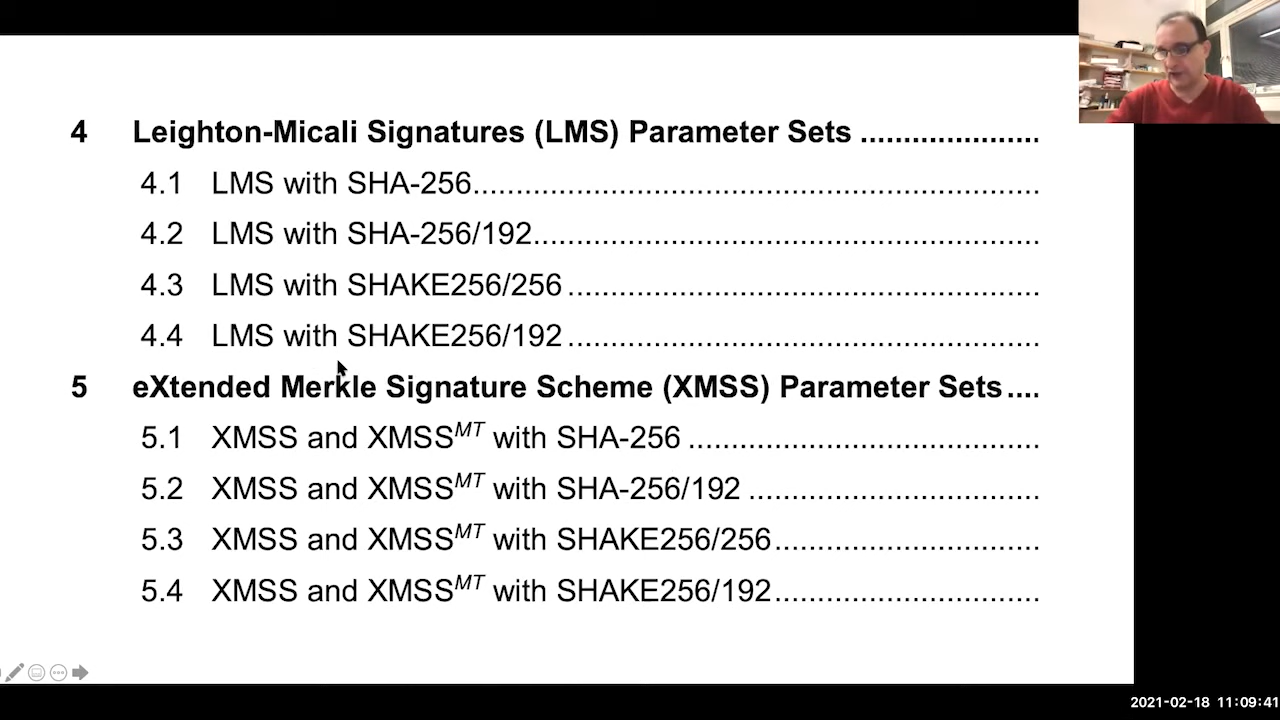 4 Leighton-Micali Signatures (LMS) Parameter Sets .....................
4.1 LMS with SHA-256..................................................................
4.2 LMS with SHA-256/192...........................................................
4.3 LMS with SHAKE256/256.......................................................
4.4 LMS with SHAKE256/192.......................................................
5 eXtended Merkle Signature Scheme (XMSS) Parameter Sets ....
5.1 XMSS and XMSS^MT with SHA-256 .........................................
5.2 XMSS and XMSS^MT with SHA-256/192 ..................................
5.3 XMSS and XMSS^MT with SHAKE256/256...............................
5.4 XMSS and XMSS^MT with SHAKE256/192...............................
2021-02-18 11:09:41